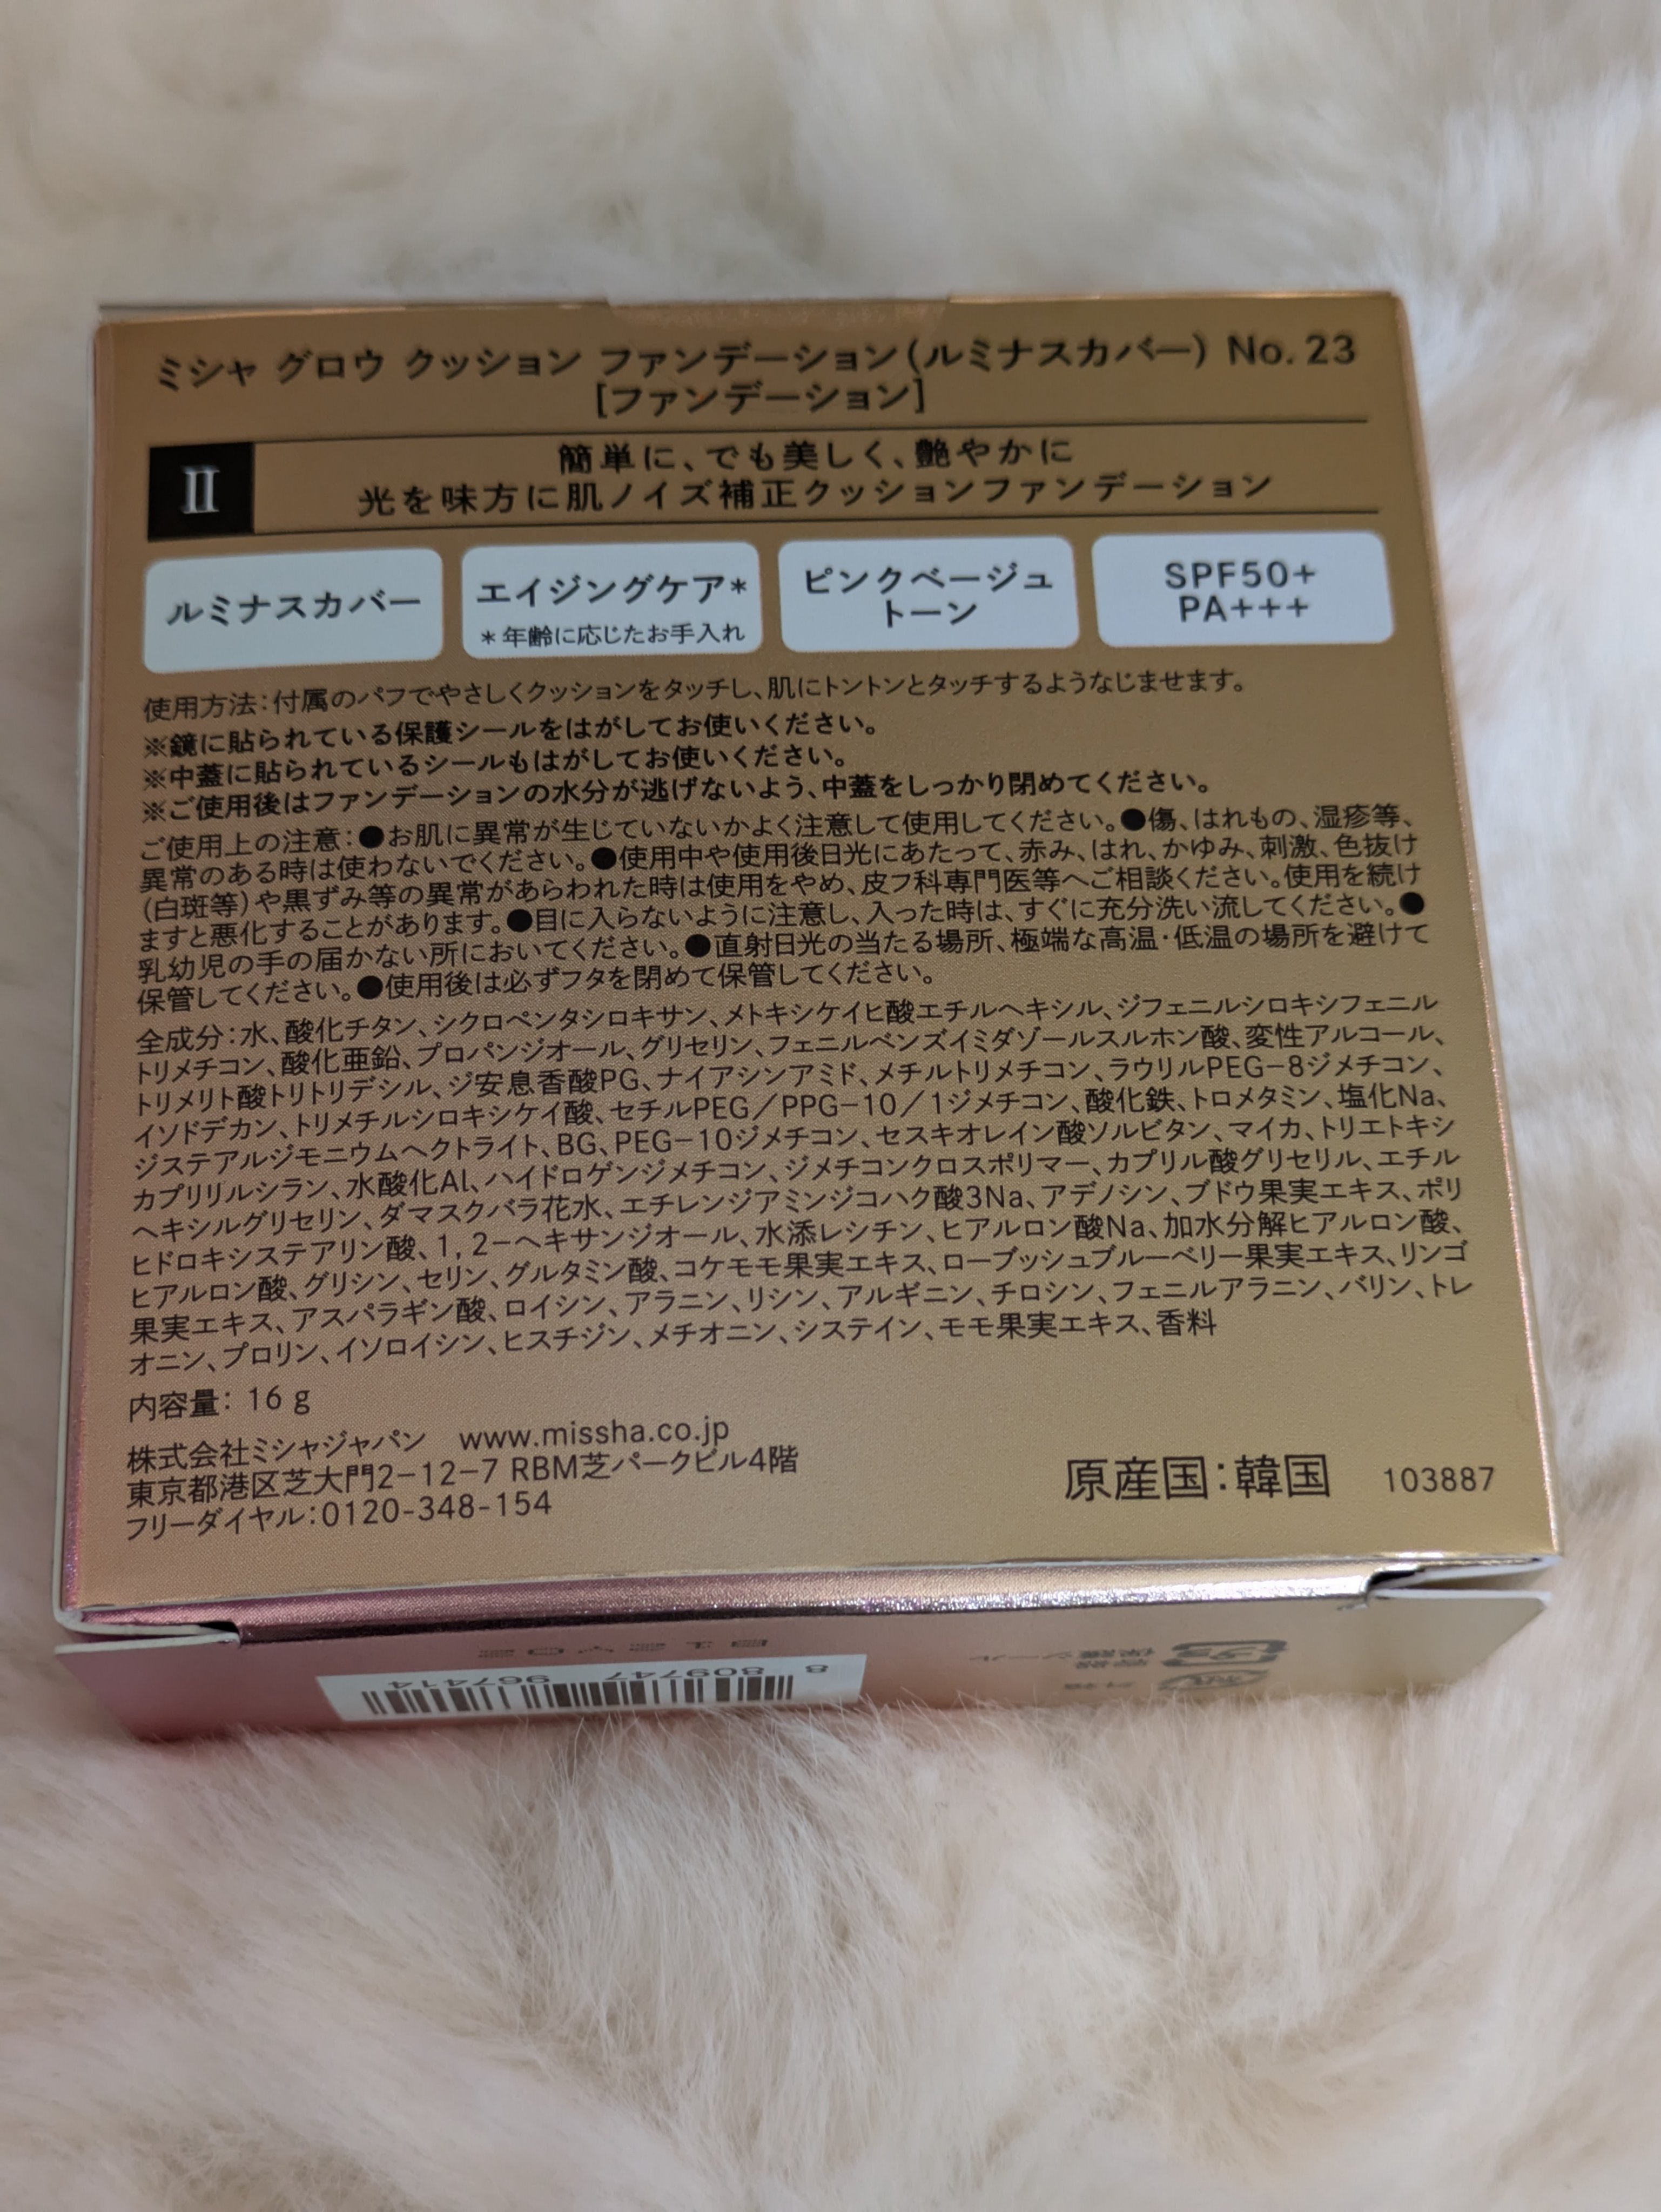 ミシャ グロウ クッション ファンデーション(ルミナスカバー) No.23
[ファンデーション]
II
簡単に、でも美しく、艶やかに
光を味方に肌ノイズ補正クッションファンデーション
ルミナスカバー
エイジングケア*
*年齢に応じたお手入れ
ピンクベージュ
トーン
SPF50+
PA+++
使用方法:付属のパフでやさしくクッションをタッチし、肌にトントンとタッチするようなじませます。
※鏡に貼られている保護シールをはがしてお使いください。
※中蓋に貼られているシールもはがしてお使いください。
※ご使用後はファンデーションの水分が逃げないよう、中蓋をしっかり閉めてください。
ご使用上の注意:●お肌に異常が生じていないかよく注意して使用してください。●傷、はれもの、湿疹等、
異常のある時は使わないでください。●使用中や使用後日光にあたって、赤み、はれ、かゆみ、刺激、色抜け
(白斑等)や黒ずみ等の異常があらわれた時は使用をやめ、皮フ科専門医等へご相談ください。使用を続け
ますと悪化することがあります。●目に入らないように注意し、入った時は、すぐに充分洗い流してください。●
乳幼児の手の届かない所においてください。●直射日光の当たる場所、極端な高温・低温の場所を避けて
保管してください。●使用後は必ずフタを閉めて保管してください。
全成分:水、酸化チタン、シクロペンタシロキサン、メトキシケイヒ酸エチルヘキシル、ジフェニルシロキシフェニル
トリメチコン、酸化亜鉛、プロパンジオール、グリセリン、フェニルベンズイミダゾールスルホン酸、変性アルコール、
トリメリト酸トリトリデシル、ジ安息香酸PG、ナイアシンアミド、メチルトリメチコン、ラウリルPEG-8ジメチコン、
イソドデカン、トリメチルシロキシケイ酸、セチルPEG/PPG-10/1ジメチコン、酸化鉄、トロメタミン、塩化Na、
ジステアルジモニウムヘクトライト、BG、PEG-10ジメチコン、セスキオレイン酸ソルビタン、マイカ、トリエトキシ
カプリリルシラン、水酸化Al、ハイドロゲンジメチコン、ジメチコンクロスポリマー、カプリル酸グリセリル、エチル
ヘキシルグリセリン、ダマスクバラ花水、エチレンジアミンジコハク酸3Na、アデノシン、ブドウ果実エキス、ポリ
ヒドロキシステアリン酸、1,2-ヘキサンジオール、水添レシチン、ヒアルロン酸Na、加水分解ヒアルロン酸、
ヒアルロン酸、グリシン、セリン、グルタミン酸、コケモモ果実エキス、ローブッシュブルーベリー果実エキス、リンゴ
果実エキス、アスパラギン酸、ロイシン、アラニン、リシン、アルギニン、チロシン、フェニルアラニン、バリン、トレ
オニン、プロリン、イソロイシン、ヒスチジン、メチオニン、システイン、モモ果実エキス、香料
内容量: 16 g
株式会社ミシャジャパン www.missha.co.jp
東京都港区芝大門2-12-7 RBM芝パークビル4階
フリーダイヤル:0120-348-154
原産国:韓国 103887
8 809747 967414